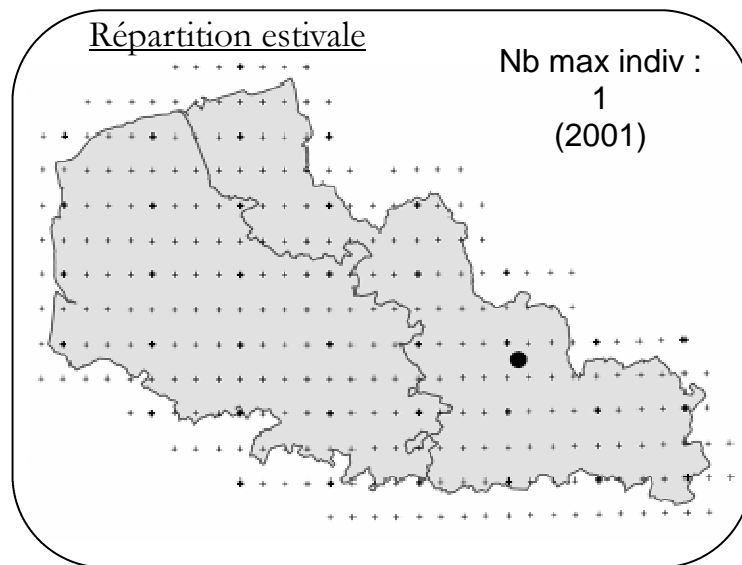 Répartition estivale
Nb max indiv :
1
(2001)